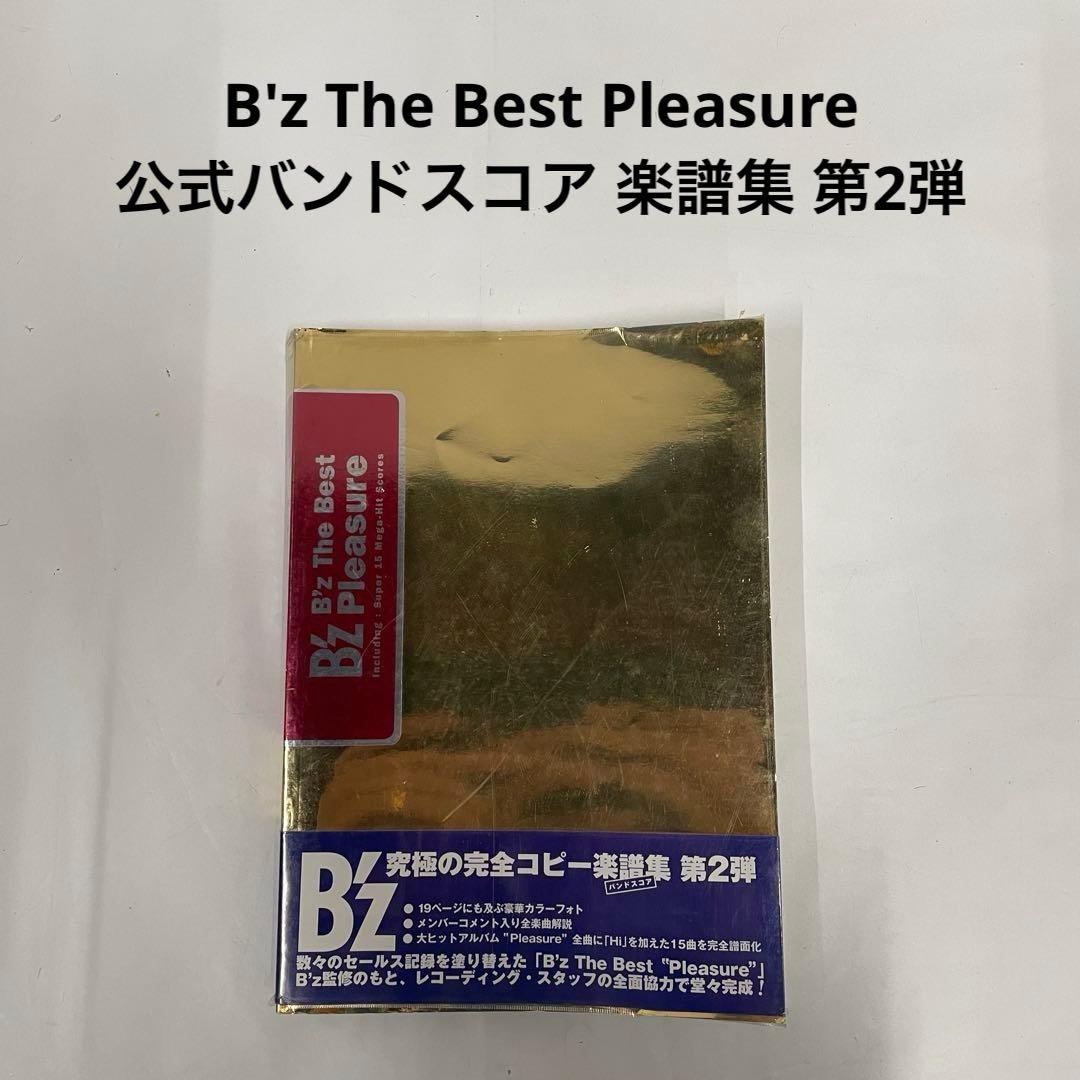 B'z The Best Pleasure
公式バンドスコア 楽譜集 第2弾
B'z The Best
B'z Pleasure
Including : Super 15 Mega-Hit Scores
B'z 究極の完全コピー楽譜集 第2弾
バンドスコア
● 19ページにも及ぶ豪華カラーフォト
● メンバーコメント入り全楽曲解説
● 大ヒットアルバム "Pleasure" 全曲に「Hi」を加えた15曲を完全譜面化
数々のセールス記録を塗り替えた「B'z The Best "Pleasure"」
B'z監修のもと、レコーディング・スタッフの全面協力で堂々完成！